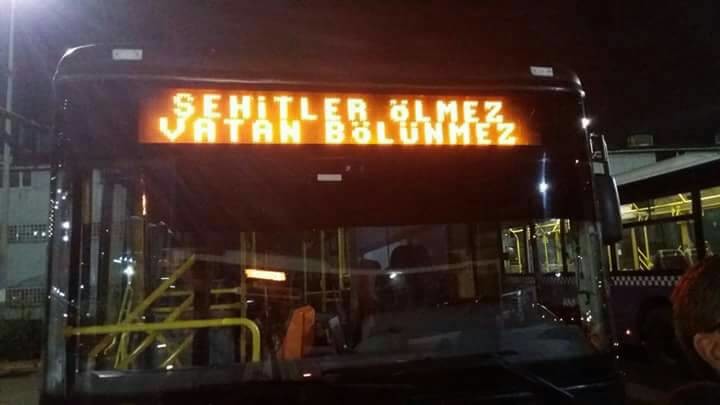 ŞEHİTLER ÖLMEZ
VATAN BÖLÜNMEZ